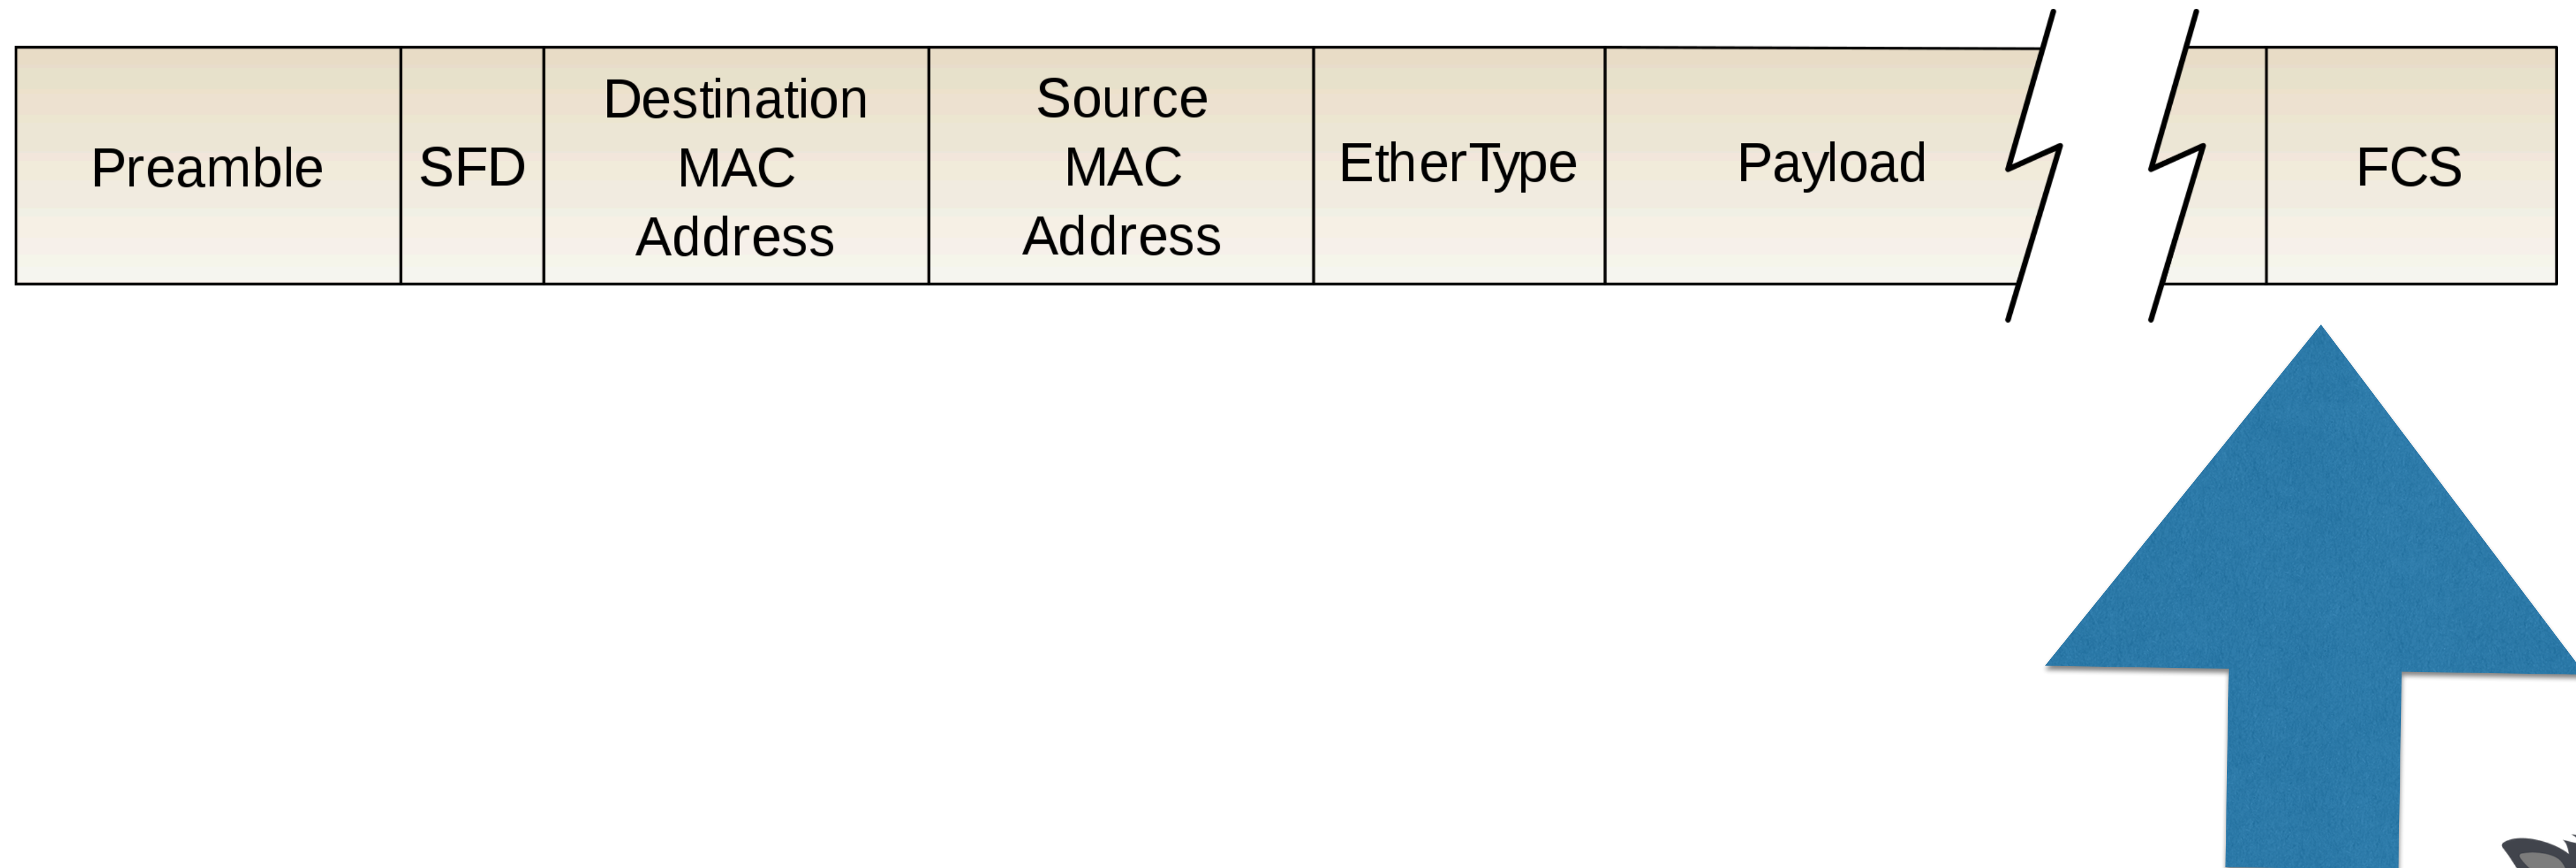 Preamble
SFD
Destination
MAC
Address
Source
MAC
Address
EtherType
Payload
FCS